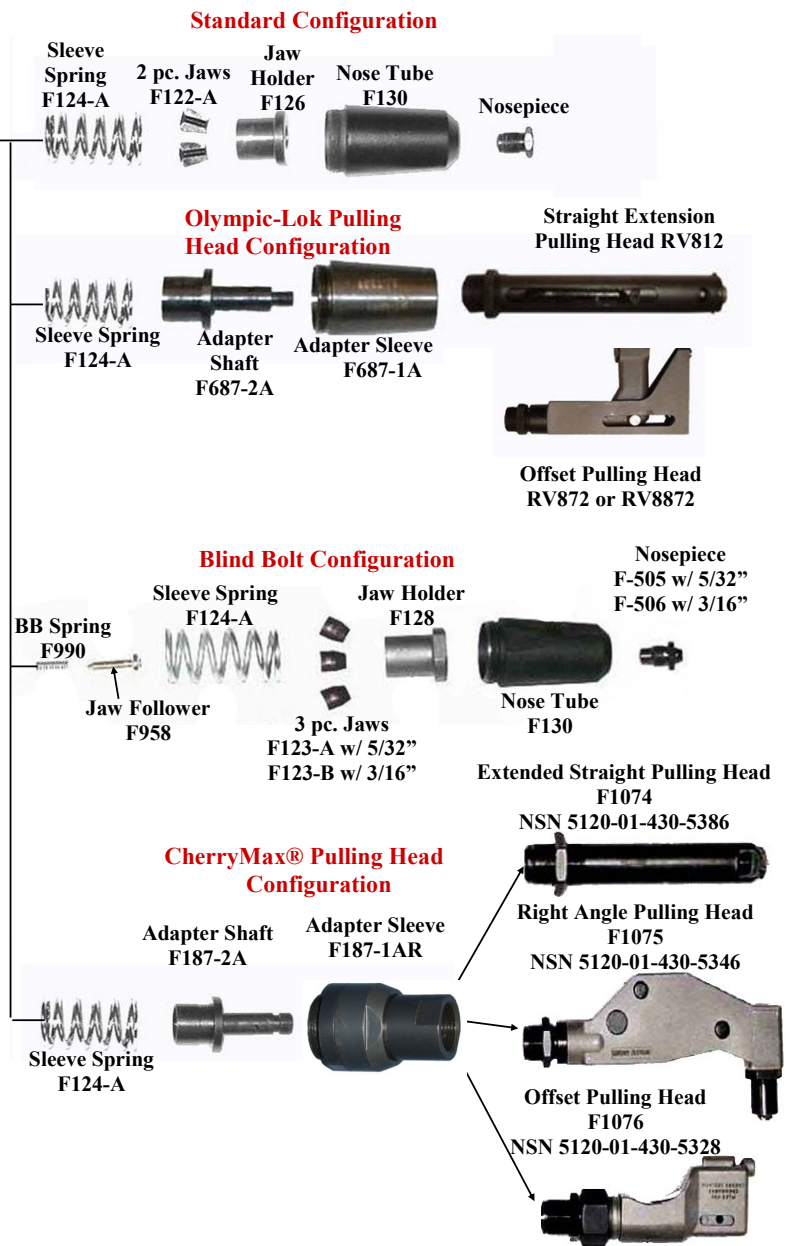 Standard Configuration
Sleeve
Spring
F124-A
2 pc. Jaws
F122-A
Jaw
Holder
F126
Nose Tube
F130
Nosepiece
Olympic-Lok Pulling
Head Configuration
Straight Extension
Pulling Head RV812
Sleeve Spring
F124-A
Adapter
Shaft
F687-2A
Adapter Sleeve
F687-1A
Offset Pulling Head
RV872 or RV8872
Blind Bolt Configuration
BB Spring
F990
Jaw Follower
F958
Sleeve Spring
F124-A
3 pc. Jaws
F123-A w/ 5/32”
F123-B w/ 3/16”
Jaw Holder
F128
Nose Tube
F130
Nosepiece
F-505 w/ 5/32”
F-506 w/ 3/16”
CherryMax® Pulling Head
Configuration
Sleeve Spring
F124-A
Adapter Shaft
F187-2A
Adapter Sleeve
F187-1AR
Extended Straight Pulling Head
F1074
NSN 5120-01-430-5386
Right Angle Pulling Head
F1075
NSN 5120-01-430-5346
Offset Pulling Head
F1076
NSN 5120-01-430-5328